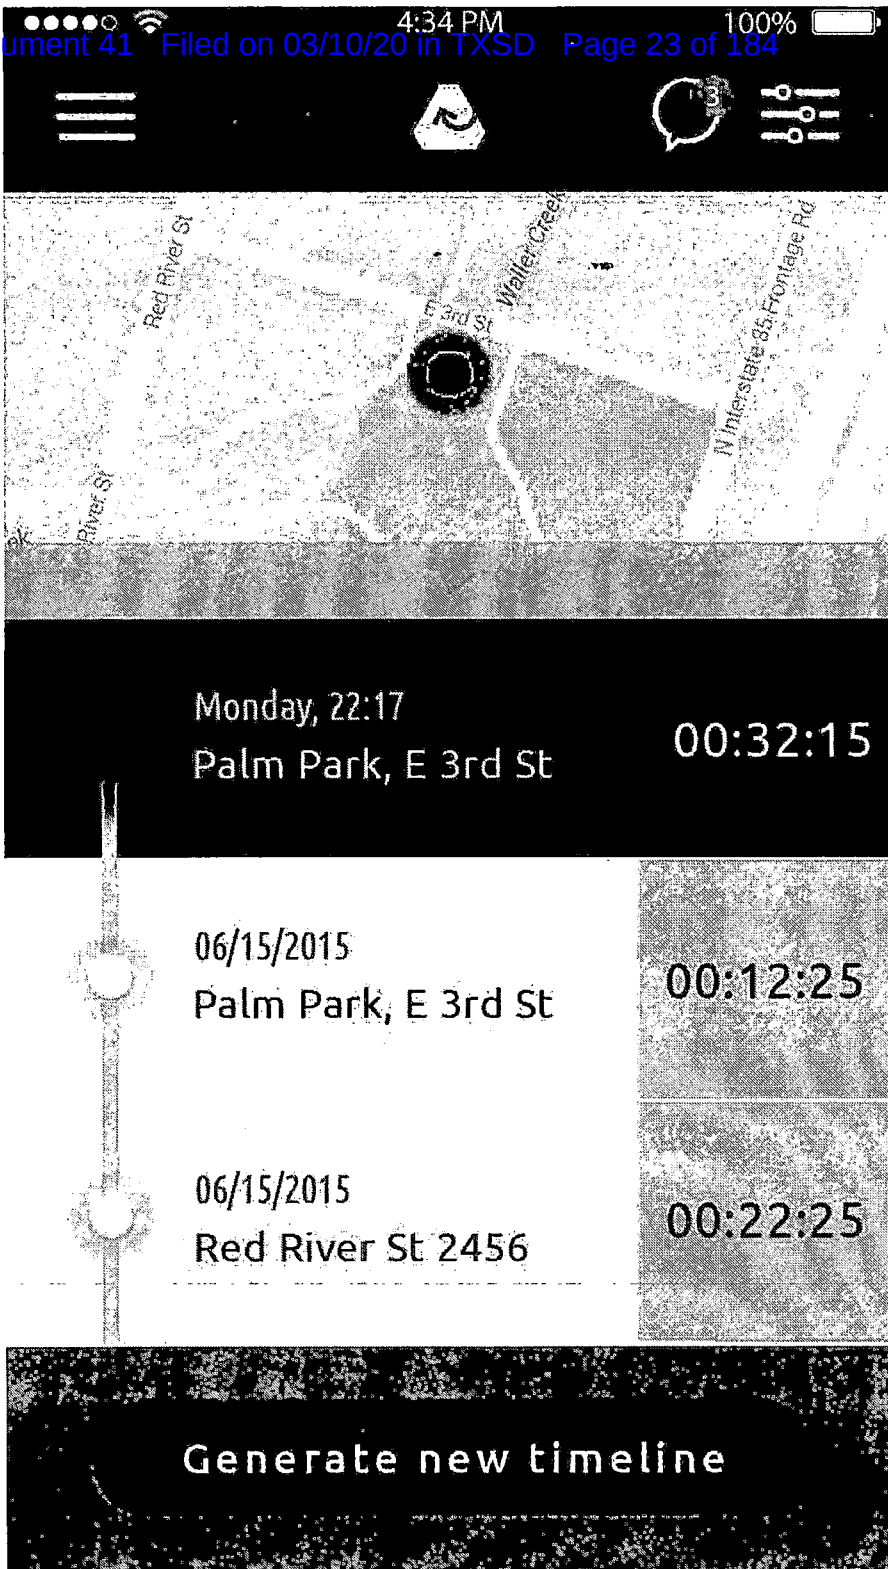 4:34 PM 100%
ument 41 Filed on 03/10/20 in TXSD Page 23 of 184
3
Red River St
Waller Creek
E 3rd St
N Interstate 35 Frontage Rd
River St
ek
Monday, 22:17
Palm Park, E 3rd St
00:32:15
06/15/2015
Palm Park, E 3rd St
00:12:25
06/15/2015
Red River St 2456
00:22:25
Generate new timeline